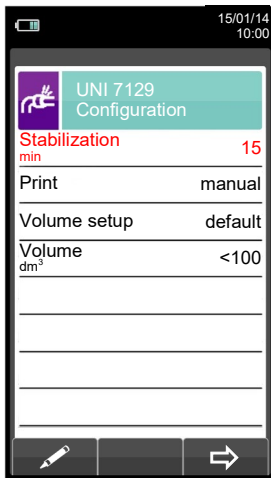 15/01/14
10:00
UNI 7129
Configuration
Stabilization
min
15
Print
manual
Volume setup
default
Volume
dm³
<100